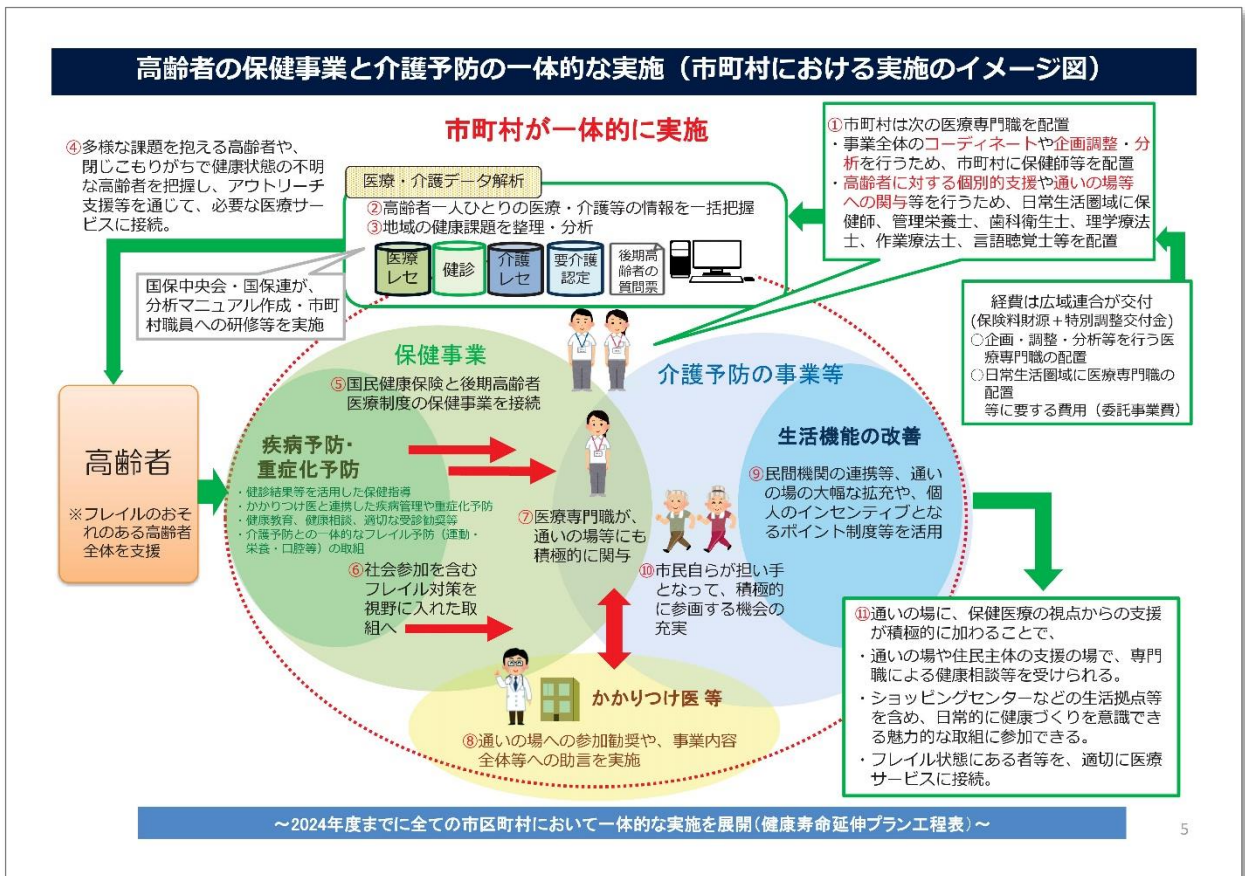 高齢者の保健事業と介護予防の一体的な実施（市町村における実施のイメージ図）
市町村が一体的に実施
④多様な課題を抱える高齢者や、
閉じこもりがちで健康状態の不明
な高齢者を把握し、アウトリーチ
支援等を通じて、必要な医療サー
ビスに接続。
医療・介護データ解析
②高齢者一人ひとりの医療・介護等の情報を一括把握
③地域の健康課題を整理・分析
医療
レセ
健診
介護
レセ
要介護
認定
後期高
齢者の
質問票
①市町村は次の医療専門職を配置
・事業全体のコーディネートや企画調整・分
析を行うため、市町村に保健師等を配置
・高齢者に対する個別的支援や通いの場等
への関与等を行うため、日常生活圏域に保
健師、管理栄養士、歯科衛生士、理学療法
士、作業療法士、言語聴覚士等を配置
国保中央会・国保連が、
分析マニュアル作成・市町
村職員への研修等を実施
経費は広域連合が交付
(保険料財源＋特別調整交付金)
○企画・調整・分析等を行う医
療専門職の配置
○日常生活圏域に医療専門職の
配置
等に要する費用（委託事業費）
保健事業
⑤国民健康保険と後期高齢者
医療制度の保健事業を接続
介護予防の事業等
高齢者
※フレイルのおそ
れのある高齢者
全体を支援
疾病予防・
重症化予防
・健診結果等を活用した保健指導
・かかりつけ医と連携した疾病管理や重症化予防
・健康教育、健康相談、適切な受診勧奨等
・介護予防との一体的なフレイル予防（運動・
栄養・口腔等）の取組
⑥社会参加を含む
フレイル対策を
視野に入れた取
組へ
⑦医療専門職が、
通いの場等にも
積極的に関与
生活機能の改善
⑨民間機関の連携等、通い
の場の大幅な拡充や、個
人のインセンティブとな
るポイント制度等を活用
⑩市民自らが担い手
となって、積極的
に参画する機会の
充実
かかりつけ医 等
⑧通いの場への参加勧奨や、事業内容
全体等への助言を実施
⑪通いの場に、保健医療の視点からの支援
が積極的に加わることで、
・通いの場や住民主体の支援の場で、専門
職による健康相談等を受けられる。
・ショッピングセンターなどの生活拠点等
を含め、日常的に健康づくりを意識でき
る魅力的な取組に参加できる。
・フレイル状態にある者等を、適切に医療
サービスに接続。
～2024年度までに全ての市区町村において一体的な実施を展開(健康寿命延伸プラン工程表)～
5